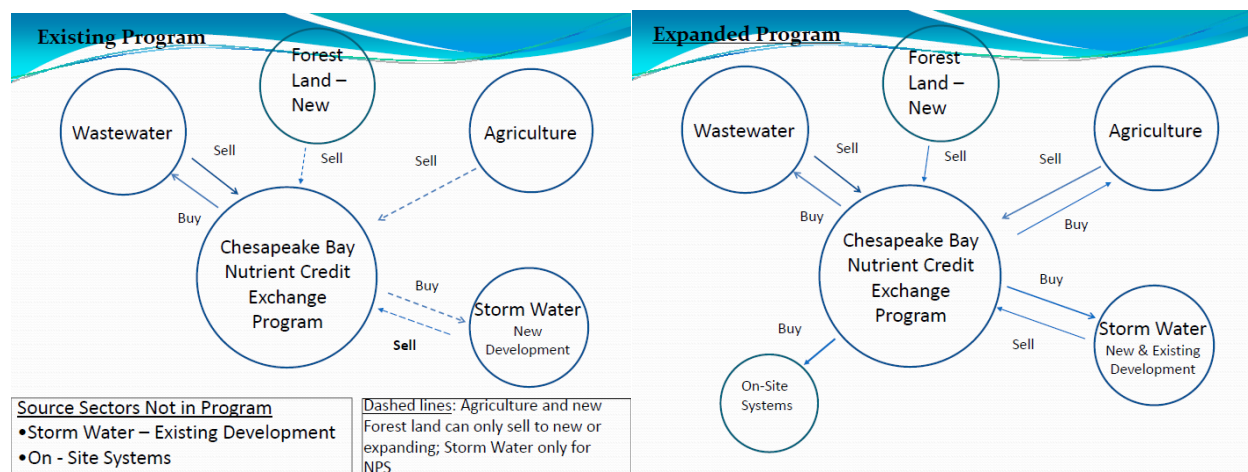 Existing Program
Forest
Land –
New
Wastewater
Agriculture
Sell
Sell
Sell
Buy
Chesapeake Bay
Nutrient Credit
Exchange
Program
Buy
Sell
Storm Water
New
Development
Source Sectors Not in Program
•Storm Water – Existing Development
•On - Site Systems
Dashed lines: Agriculture and new
Forest land can only sell to new or
expanding; Storm Water only for
NPS
Expanded Program
Forest
Land –
New
Wastewater
Agriculture
Sell
Sell
Sell
Buy
Buy
Chesapeake Bay
Nutrient Credit
Exchange
Program
Buy
Sell
Storm Water
New & Existing
Development
Buy
On-Site
Systems